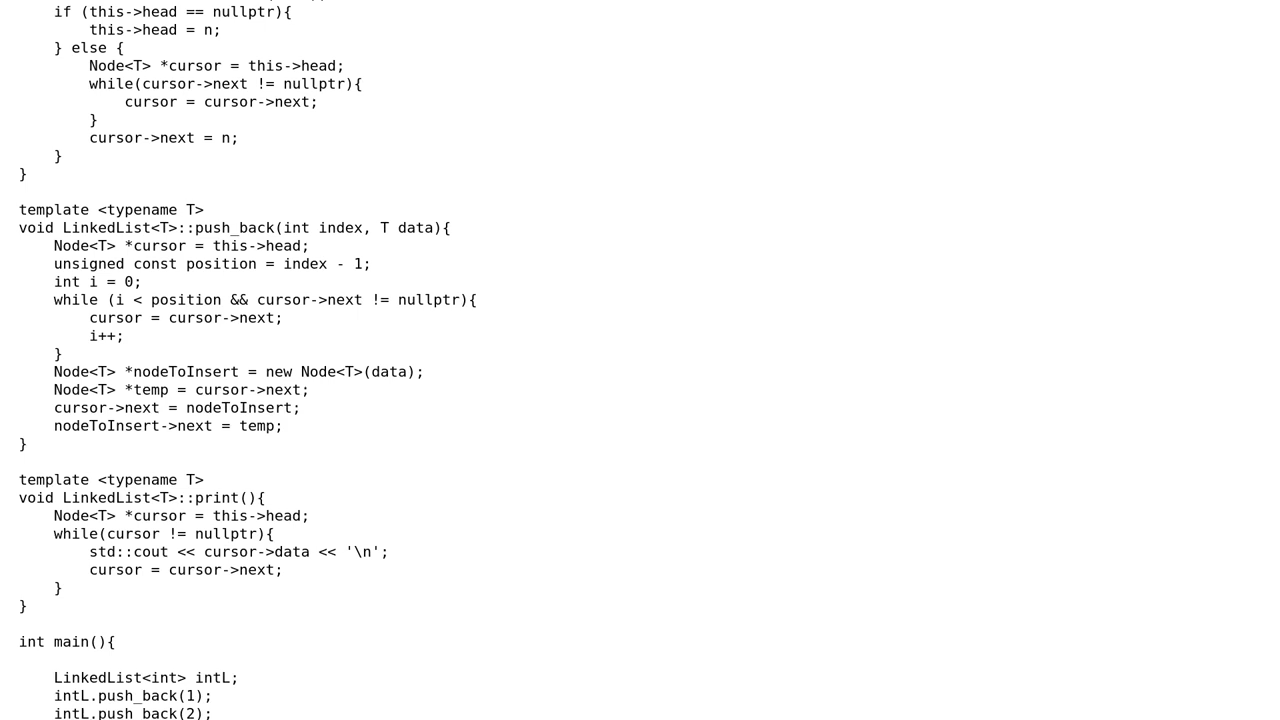 if (this->head == nullptr){
this->head = n;
} else {
Node<T> *cursor = this->head;
while(cursor->next != nullptr){
cursor = cursor->next;
}
cursor->next = n;
}
}
template <typename T>
void LinkedList<T>::push_back(int index, T data){
Node<T> *cursor = this->head;
unsigned const position = index - 1;
int i = 0;
while (i < position && cursor->next != nullptr){
cursor = cursor->next;
i++;
}
Node<T> *nodeToInsert = new Node<T>(data);
Node<T> *temp = cursor->next;
cursor->next = nodeToInsert;
nodeToInsert->next = temp;
}
template <typename T>
void LinkedList<T>::print(){
Node<T> *cursor = this->head;
while(cursor != nullptr){
std::cout << cursor->data << '\n';
cursor = cursor->next;
}
}
int main(){
LinkedList<int> intL;
intL.push_back(1);
intL.push_back(2);